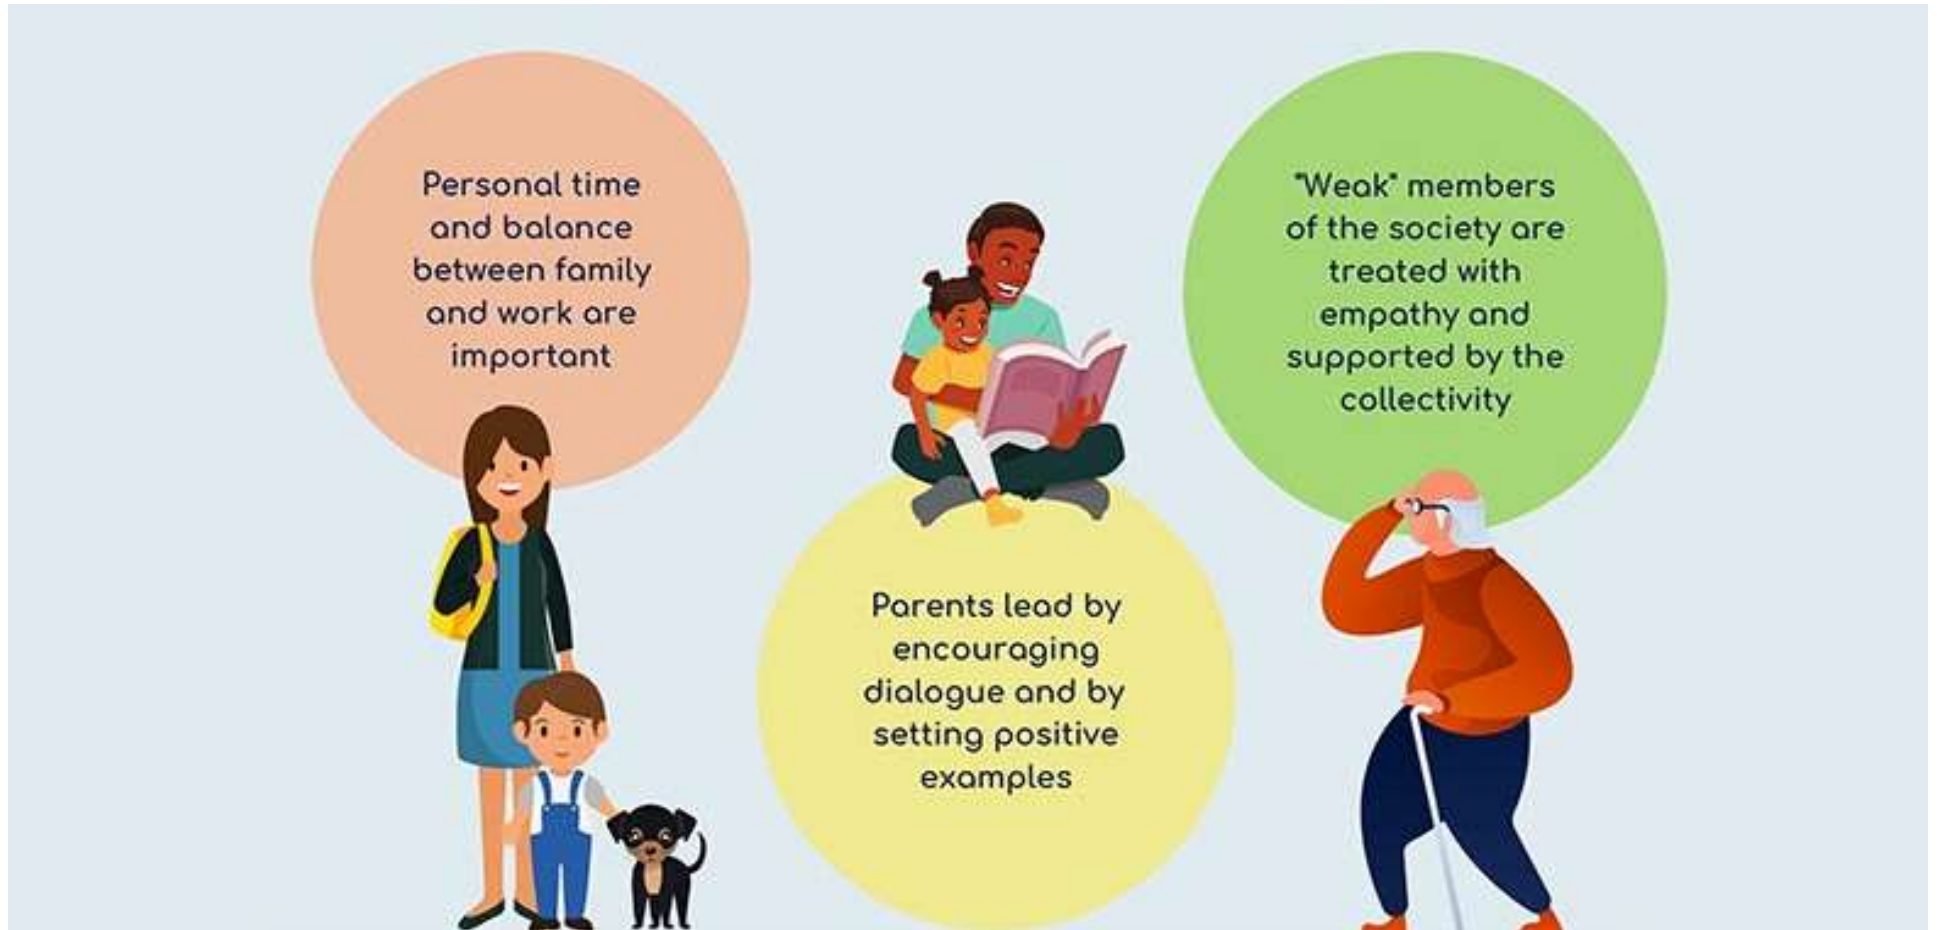 Personal time
and balance
between family
and work are
important
"Weak" members
of the society are
treated with
empathy and
supported by the
collectivity
Parents lead by
encouraging
dialogue and by
setting positive
examples